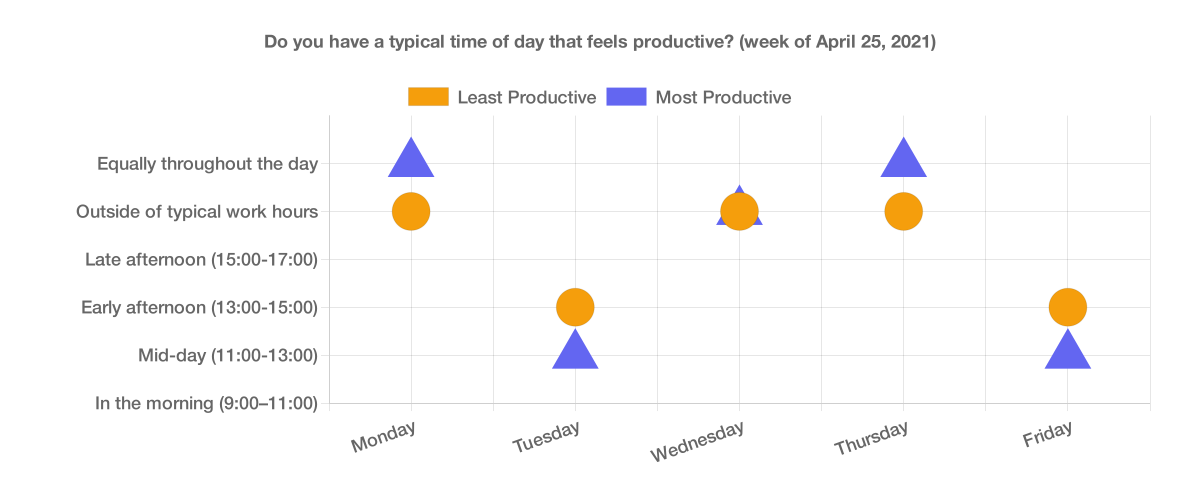 Do you have a typical time of day that feels productive? (week of April 25, 2021)
Least Productive Most Productive
Equally throughout the day
Outside of typical work hours
Late afternoon (15:00-17:00)
Early afternoon (13:00-15:00)
Mid-day (11:00-13:00)
In the morning (9:00–11:00)
Monday Tuesday Wednesday Thursday Friday